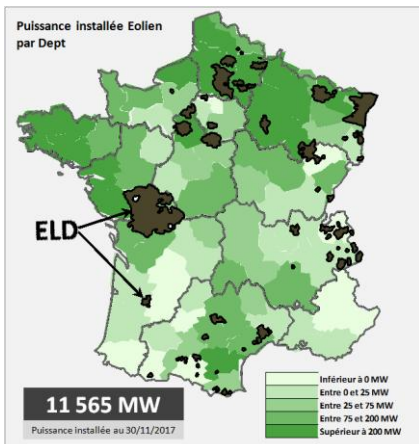 Puissance installée Eolien
par Dept
ELD
11 565 MW
Puissance installée au 30/11/2017
Inférieur à 0 MW
Entre 0 et 25 MW
Entre 25 et 75 MW
Entre 75 et 200 MW
Supérieur à 200 MW